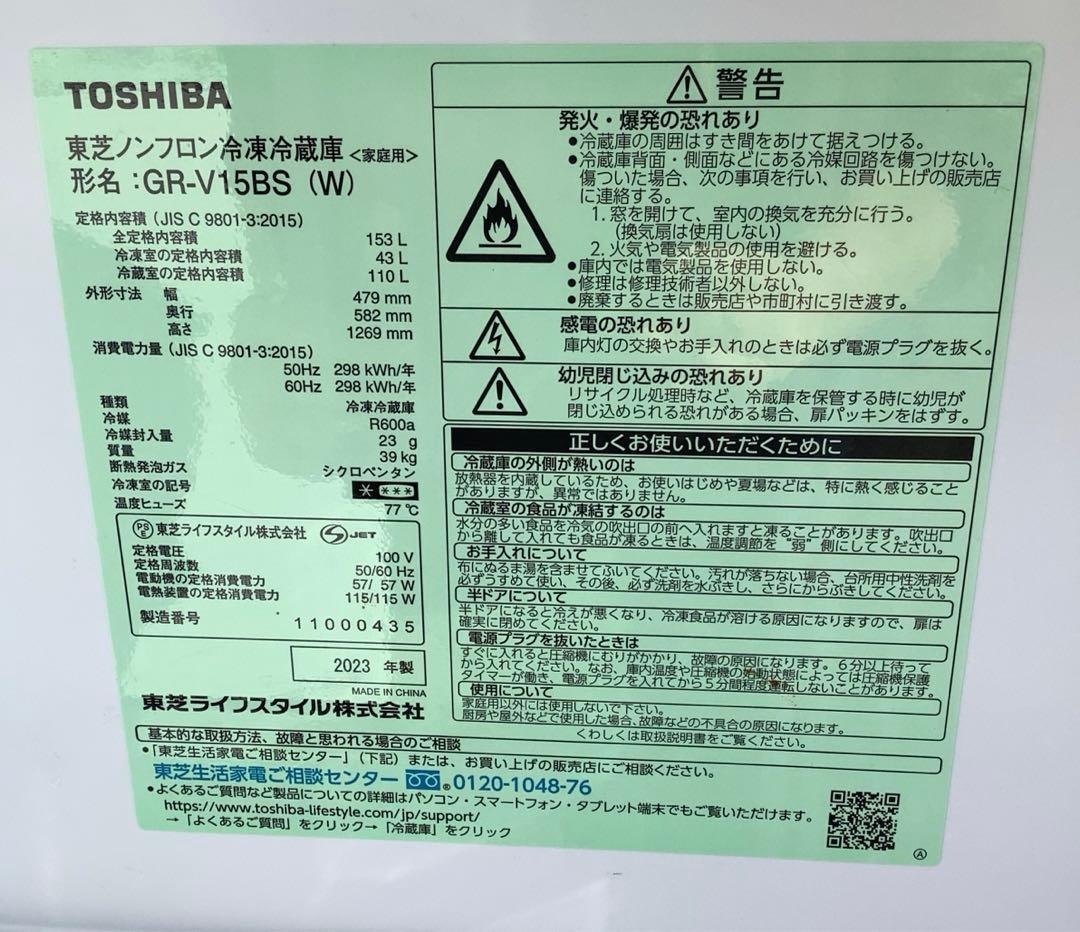 TOSHIBA
東芝ノンフロン冷凍冷蔵庫 <家庭用>
形名:GR-V15BS (W)
定格内容積 (JIS C 9801-3:2015)
全定格内容積 153 L
冷凍室の定格内容積 43 L
冷蔵室の定格内容積 110 L
外形寸法 幅 479 mm
奥行 582 mm
高さ 1269 mm
消費電力量 (JIS C 9801-3:2015)
50Hz 298 kWh/年
60Hz 298 kWh/年
種類 冷凍冷蔵庫
冷媒 R600a
冷媒封入量 23 g
質量 39 kg
断熱発泡ガス シクロペンタン
冷凍室の記号 * ***
温度ヒューズ 77 ℃
PSE 東芝ライフスタイル株式会社 S JET
定格電圧 100 V
定格周波数 50/60 Hz
電動機の定格消費電力 57/ 57 W
電熱装置の定格消費電力 115/115 W
製造番号 11000435
2023 年製
MADE IN CHINA
東芝ライフスタイル株式会社
警告
発火・爆発の恐れあり
●冷蔵庫の周囲はすき間をあけて据えつける。
●冷蔵庫背面・側面などにある冷媒回路を傷つけない。
傷ついた場合、次の事項を行い、お買い上げの販売店
に連絡する。
1. 窓を開けて、室内の換気を充分に行う。
(換気扇は使用しない)
2. 火気や電気製品の使用を避ける。
●庫内では電気製品を使用しない。
●修理は修理技術者以外しない。
●廃棄するときは販売店や市町村に引き渡す。
感電の恐れあり
庫内灯の交換やお手入れのときは必ず電源プラグを抜く。
幼児閉じ込みの恐れあり
リサイクル処理時など、冷蔵庫を保管する時に幼児が
閉じ込められる恐れがある場合、扉パッキンをはずす。
正しくお使いいただくために
冷蔵庫の外側が熱いのは
放熱器を内蔵しているため、お使いはじめや夏場などは、特に熱く感じること
がありますが、異常ではありません。
冷蔵室の食品が凍結するのは
水分の多い食品を冷気の吹出口の前へ入れますと凍ることがあります。吹出口
から離して入れても食品が凍るときは、温度調節を“弱”側にしてください。
お手入れについて
布にぬるま湯を含ませてふいてください。汚れが落ちない場合、台所用中性洗剤を
必ずうすめて使い、その後、必ず洗剤を水ぶきし、さらにからぶきしてください。
半ドアについて
半ドアになると冷えが悪くなり、冷凍食品が溶ける原因になりますので、扉は
確実に閉めてください。
電源プラグを抜いたときは
すぐに入れると圧縮機にむりがかかり、故障の原因になります。6分以上待って
から入れてください。なお、庫内温度や圧縮機の始動状態によっては圧縮機保護
タイマーが働き、電源プラグを入れてから5分間程度運転しないことがあります。
使用について
家庭用以外には使用しないで下さい。
厨房や屋外などで使用した場合、故障などの不具合の原因になります。
くわしくは取扱説明書をご覧ください。
基本的な取扱方法、故障と思われる場合のご相談
●「東芝生活家電ご相談センター」(下記)または、お買い上げの販売店にご相談ください。
東芝生活家電ご相談センター ® 0120-1048-76
●よくあるご質問など製品についての詳細はパソコン・スマートフォン・タブレット端末でもご覧いただけます。
https://www.toshiba-lifestyle.com/jp/support/
→「よくあるご質問」をクリック→「冷蔵庫」をクリック
A